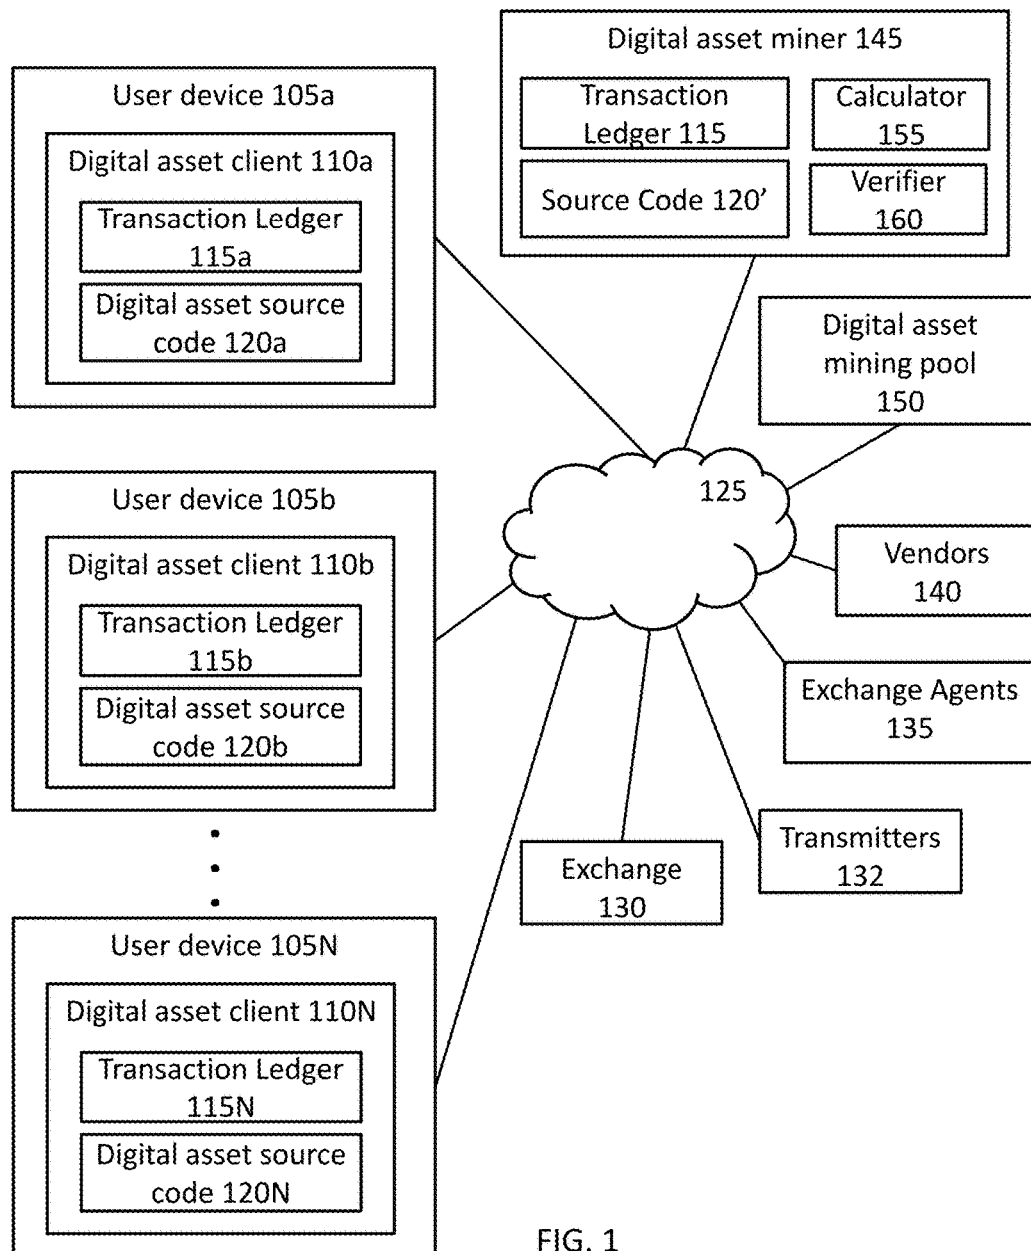 Digital asset miner 145
Transaction
Ledger 115
Calculator
155
Source Code 120'
Verifier
160
User device 105a
Digital asset client 110a
Transaction Ledger
115a
Digital asset source
code 120a
Digital asset
mining pool
150
125
User device 105b
Digital asset client 110b
Transaction Ledger
115b
Digital asset source
code 120b
Vendors
140
Exchange Agents
135
Transmitters
132
Exchange
130
User device 105N
Digital asset client 110N
Transaction Ledger
115N
Digital asset source
code 120N
FIG. 1